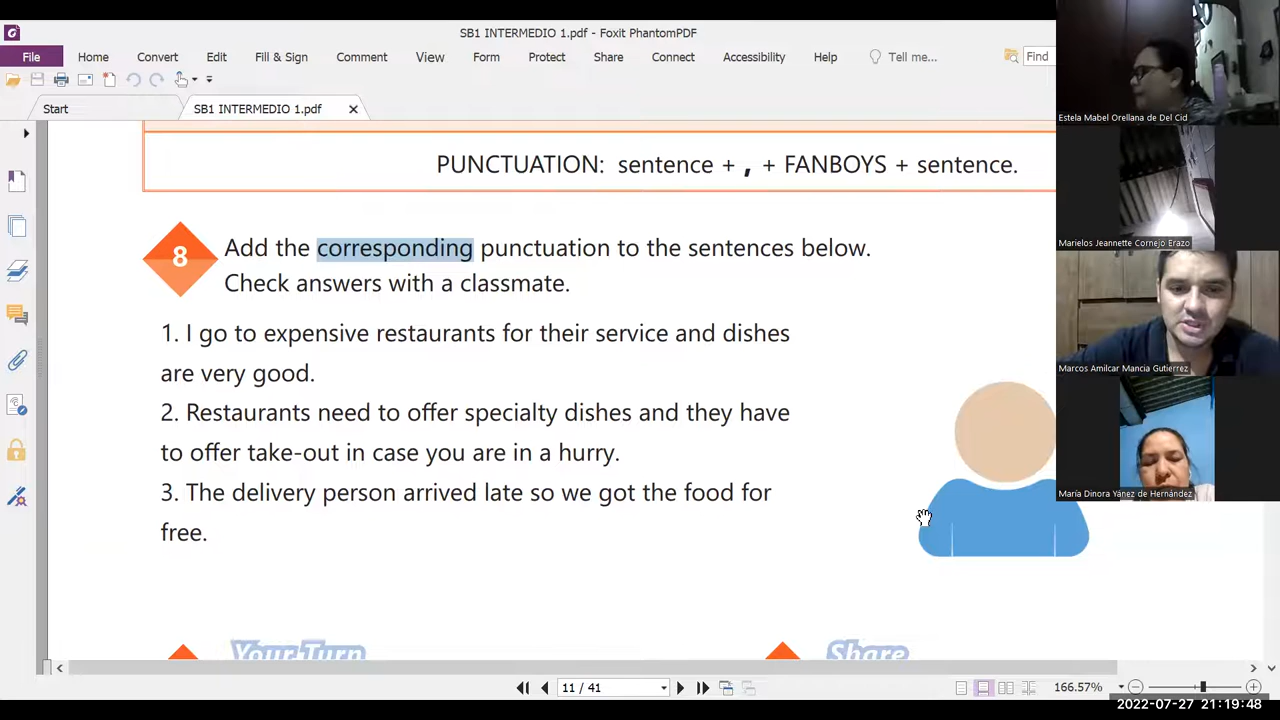 SB1 INTERMEDIO 1.pdf - Foxit PhantomPDF
File Home Convert Edit Fill & Sign Comment View Form Protect Share Connect Accessibility Help Tell me... Find
Start SB1 INTERMEDIO 1.pdf
PUNCTUATION: sentence + , + FANBOYS + sentence.
8 Add the corresponding punctuation to the sentences below.
Check answers with a classmate.
1. I go to expensive restaurants for their service and dishes
are very good.
2. Restaurants need to offer specialty dishes and they have
to offer take-out in case you are in a hurry.
3. The delivery person arrived late so we got the food for
free.
Your Turn Share
11 / 41
166.57%
Estela Mabel Orellana de Del Cid
Marielos Jeannette Cornejo Erazo
Marcos Amilcar Mancia Gutierrez
María Dinora Yánez de Hernández
2022-07-27 21:19:48